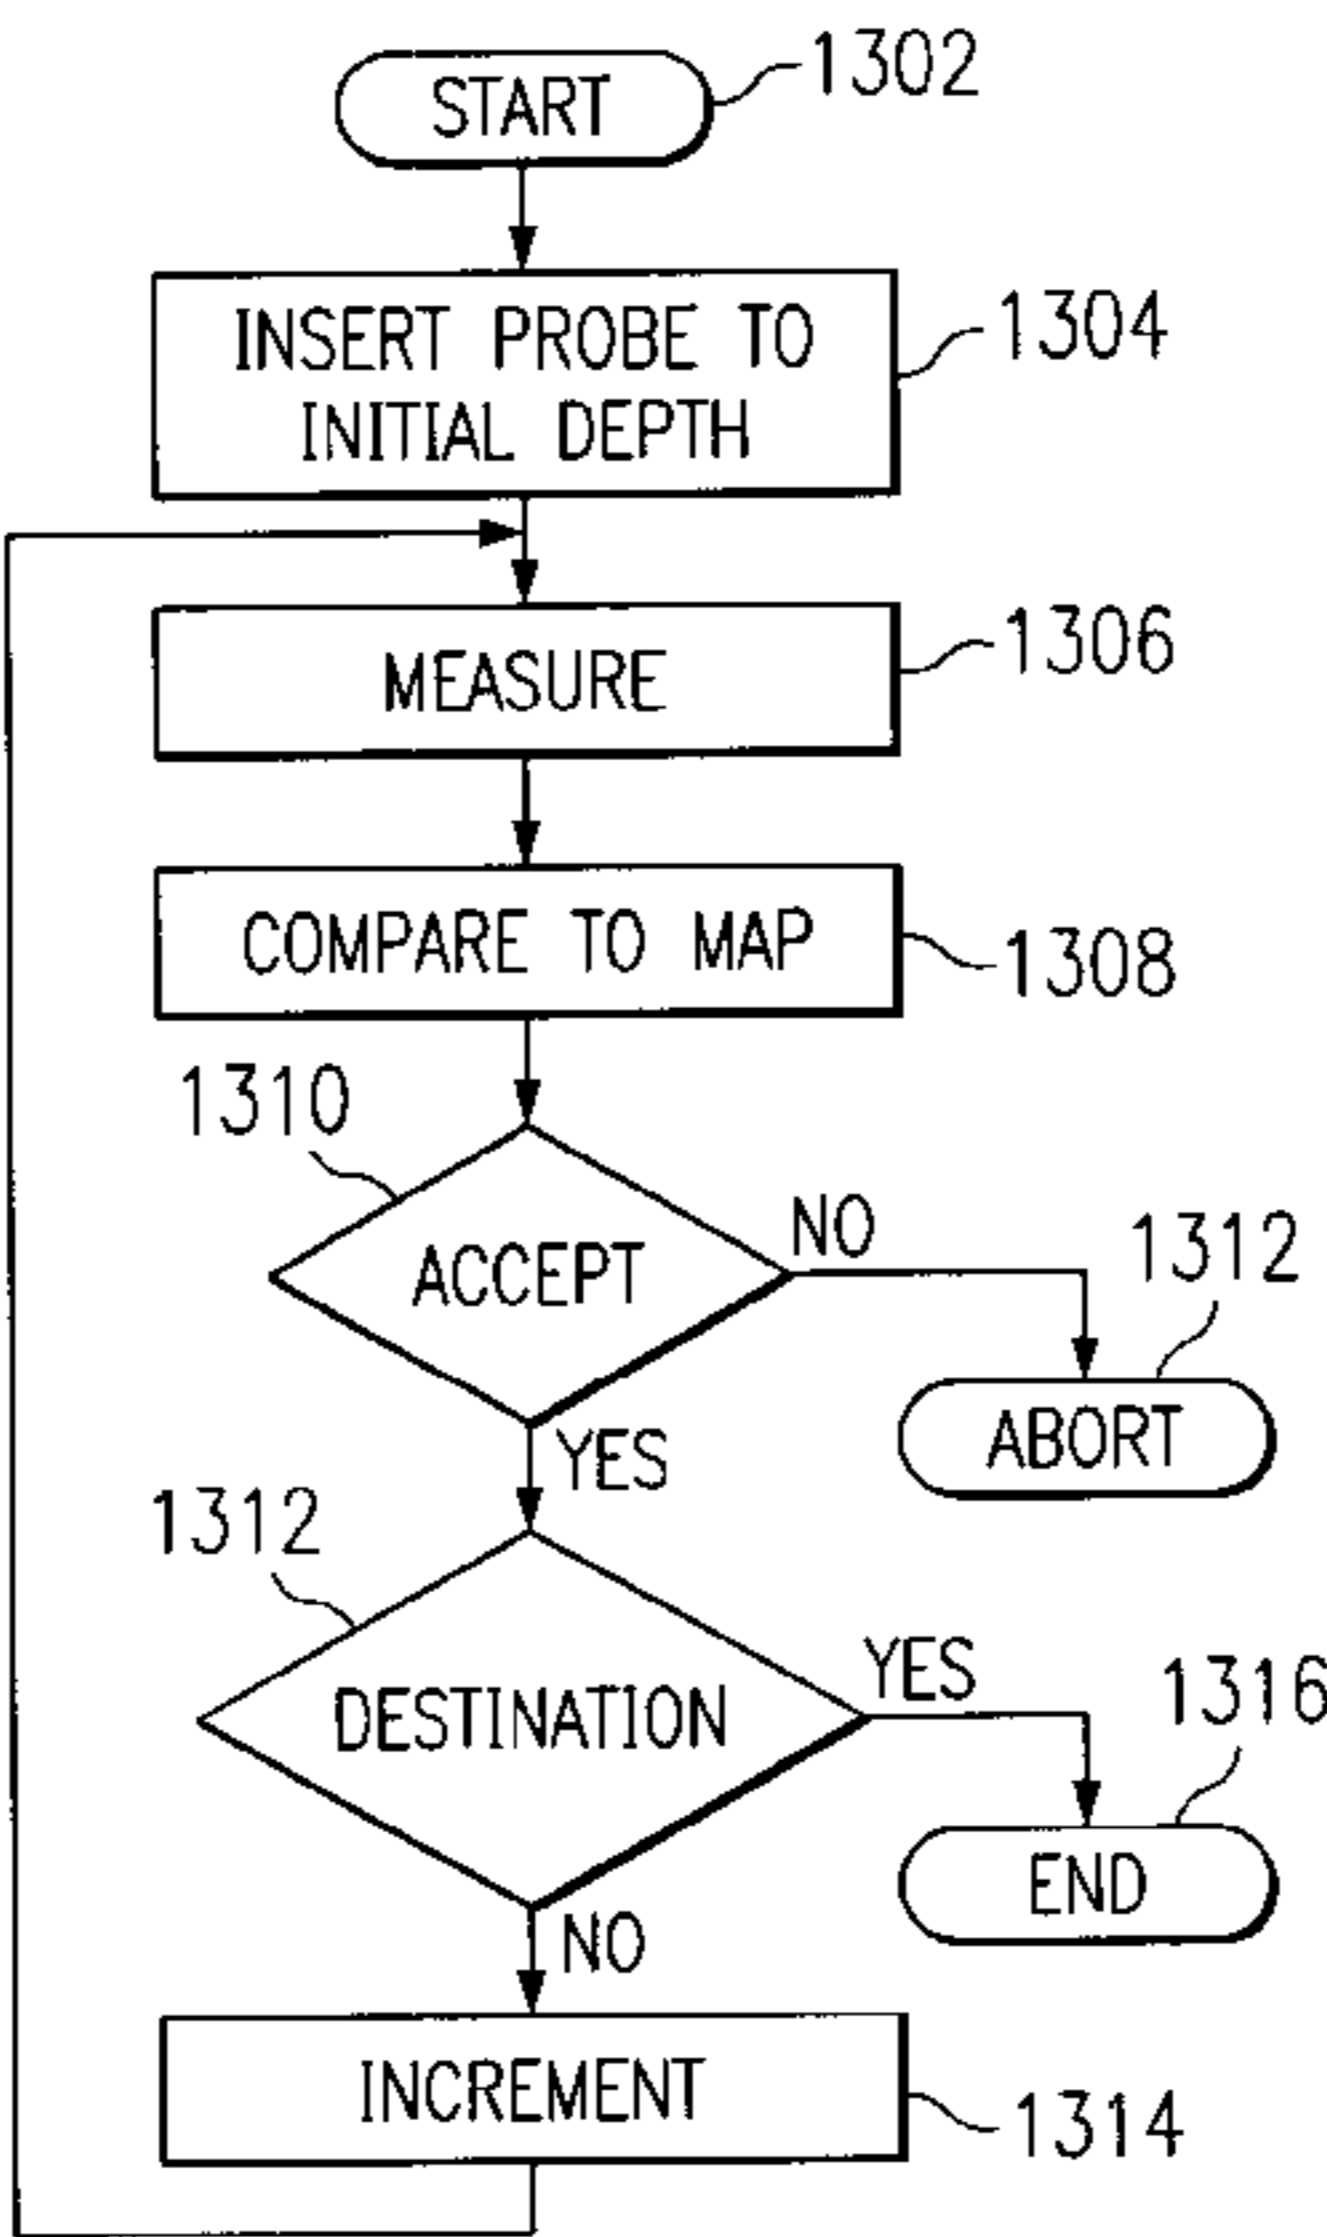 START
1302
INSERT PROBE TO
INITIAL DEPTH
1304
MEASURE
1306
COMPARE TO MAP
1308
1310
ACCEPT
NO
1312
ABORT
YES
1312
DESTINATION
YES
1316
END
NO
INCREMENT
1314